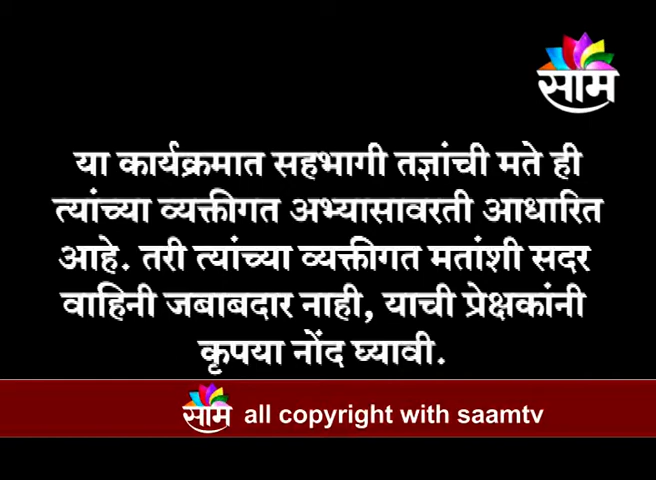 साम
या कार्यक्रमात सहभागी तज्ञांची मते ही
त्यांच्या व्यक्तीगत अभ्यासावरती आधारित
आहे. तरी त्यांच्या व्यक्तीगत मतांशी सदर
वाहिनी जबाबदार नाही, याची प्रेक्षकांनी
कृपया नोंद घ्यावी.
साम all copyright with saamtv